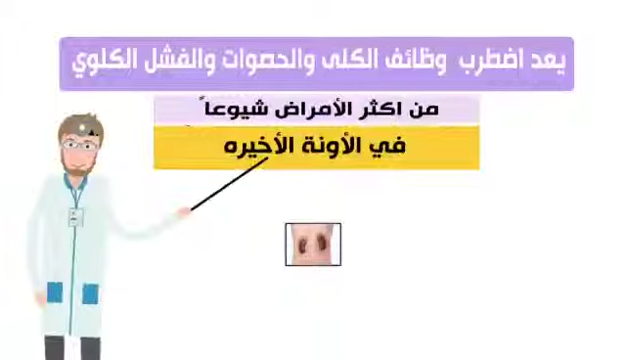 يعد اضطرب وظائف الكلى والحصوات والفشل الكلوي
من اكثر الأمراض شيوعاً
في الأونة الأخيره